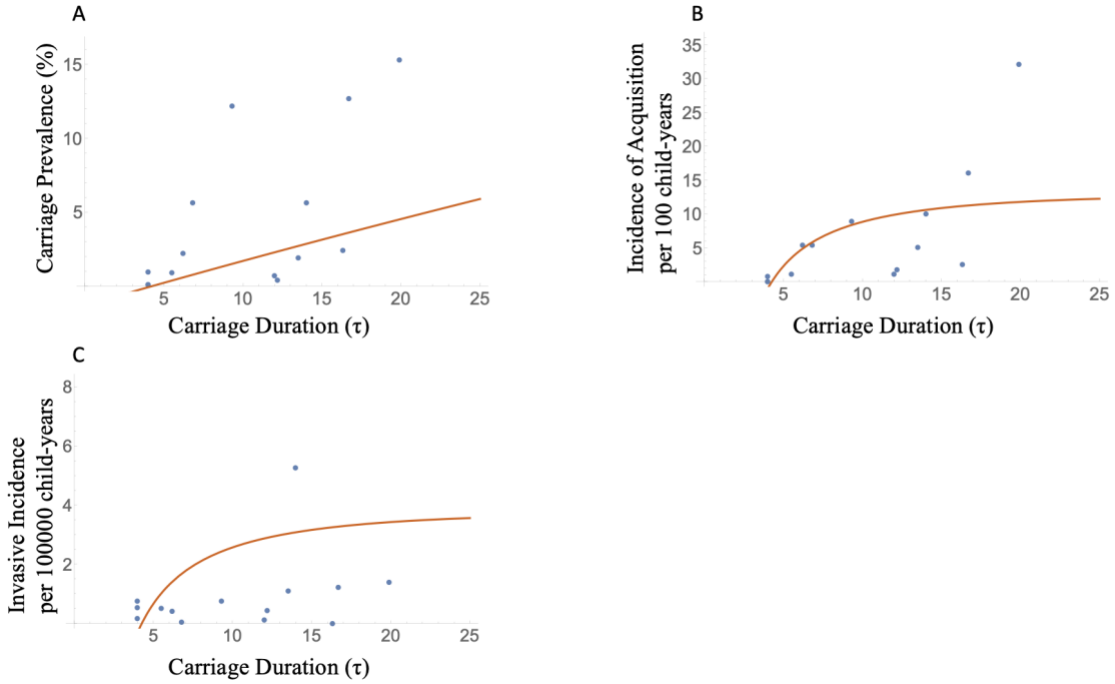 A
Carriage Prevalence (%)
15
10
5
5 10 15 20 25
Carriage Duration (τ)
B
Incidence of Acquisition
per 100 child-years
35
30
25
20
15
10
5
5 10 15 20 25
Carriage Duration (τ)
C
Invasive Incidence
per 100000 child-years
8
6
4
2
5 10 15 20 25
Carriage Duration (τ)